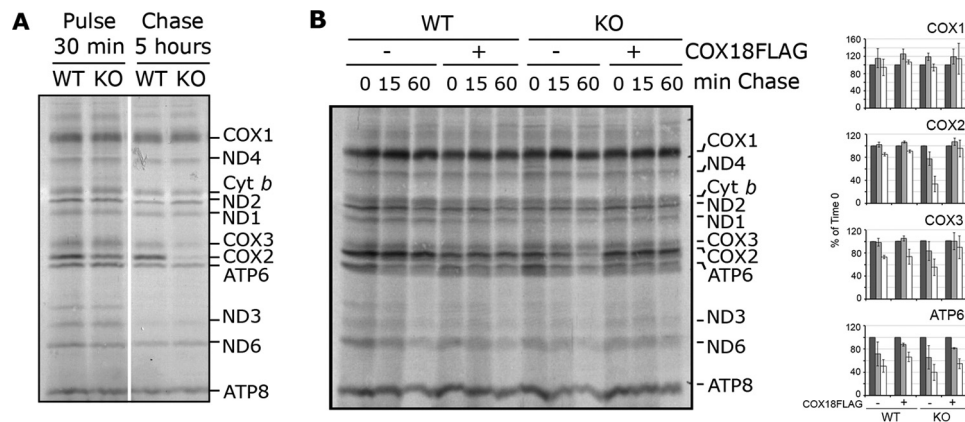 A
Pulse Chase
30 min 5 hours
WT KO WT KO
COX1
ND4
Cyt b
ND2
ND1
COX3
COX2
ATP6
ND3
ND6
ATP8
B
WT KO
- + - + COX18FLAG
0 15 60 0 15 60 0 15 60 0 15 60 min Chase
COX1
ND4
Cyt b
ND2
ND1
COX3
COX2
ATP6
ND3
ND6
ATP8
% of Time 0
COX1
160
120
80
40
0
COX2
120
80
40
0
COX3
120
80
40
0
ATP6
120
80
40
0
COX18FLAG - + - +
WT KO